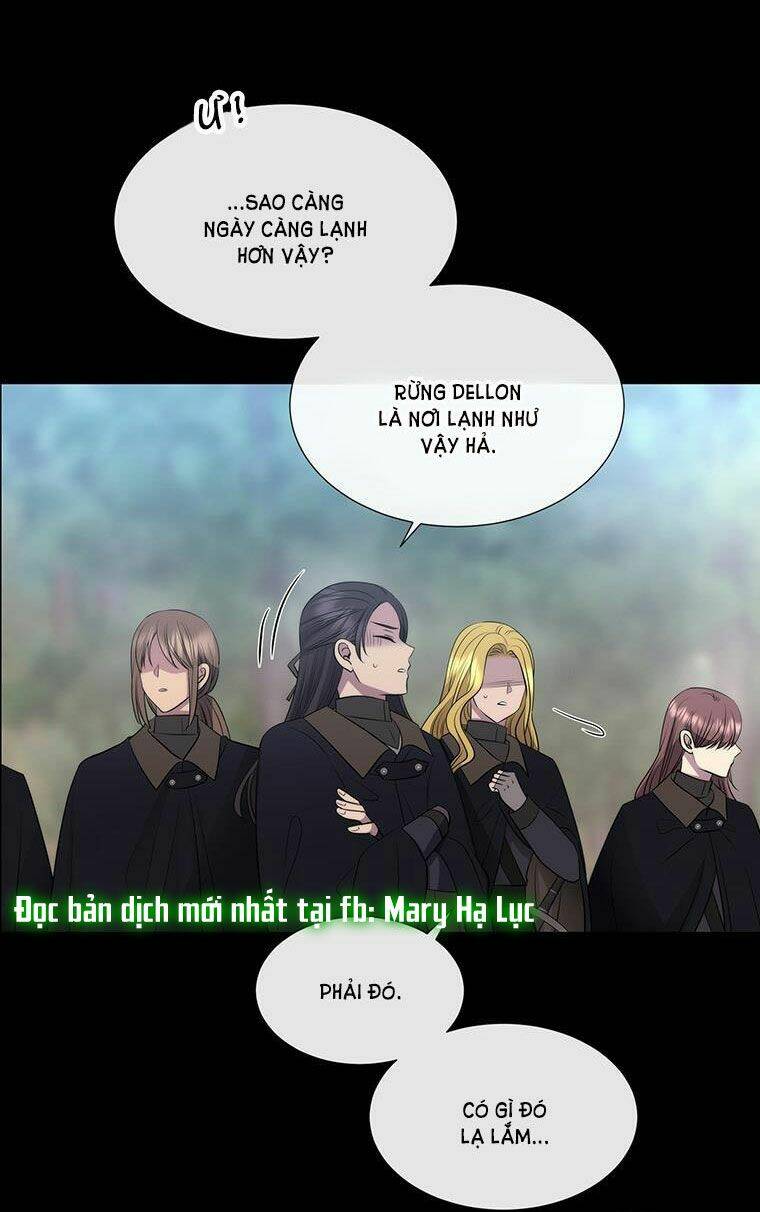 Ư!
...SAO CÀNG
NGÀY CÀNG LẠNH
HƠN VẬY?
RỪNG DELLON
LÀ NƠI LẠNH NHƯ
VẬY HẢ.
Đọc bản dịch mới nhất tại fb: Mary Hạ Lục
PHẢI ĐÓ.
CÓ GÌ ĐÓ
LẠ LẮM...